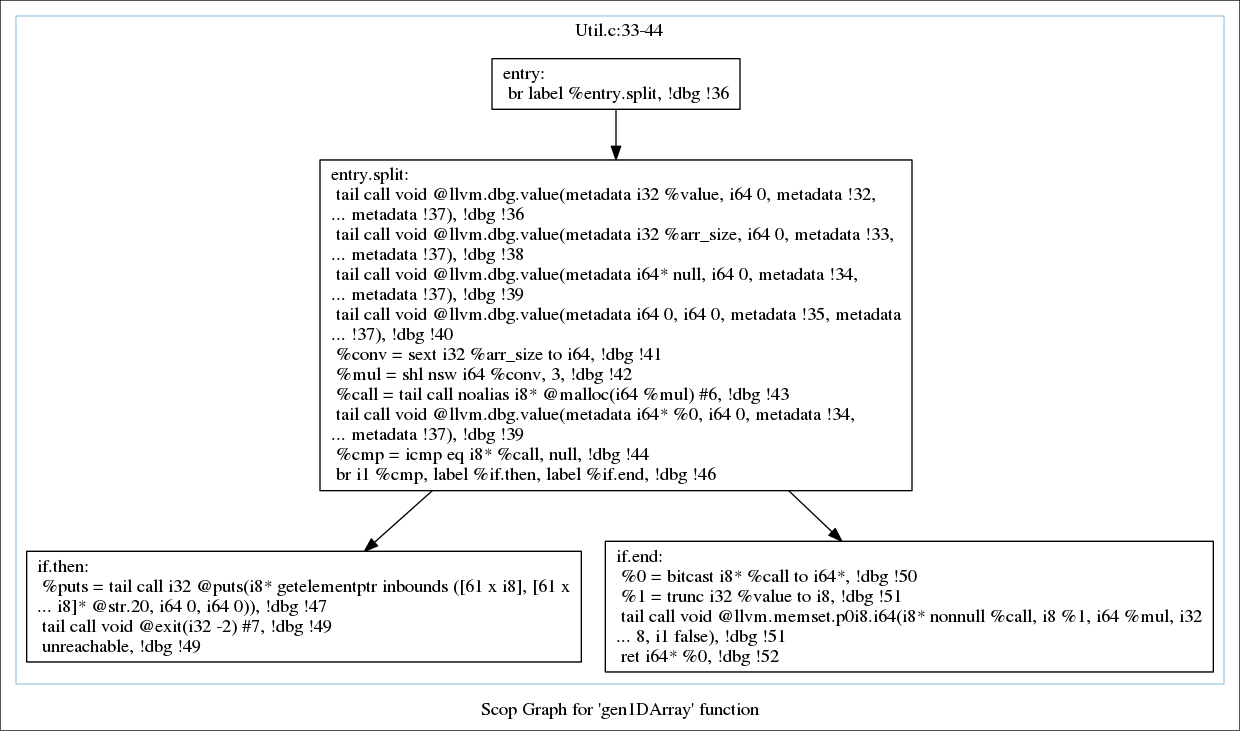 Util.c:33-44
entry:
br label %entry.split, !dbg !36
entry.split:
tail call void @llvm.dbg.value(metadata i32 %value, i64 0, metadata !32,
... metadata !37), !dbg !36
tail call void @llvm.dbg.value(metadata i32 %arr_size, i64 0, metadata !33,
... metadata !37), !dbg !38
tail call void @llvm.dbg.value(metadata i64* null, i64 0, metadata !34,
... metadata !37), !dbg !39
tail call void @llvm.dbg.value(metadata i64 0, i64 0, metadata !35, metadata
... !37), !dbg !40
%conv = sext i32 %arr_size to i64, !dbg !41
%mul = shl nsw i64 %conv, 3, !dbg !42
%call = tail call noalias i8* @malloc(i64 %mul) #6, !dbg !43
tail call void @llvm.dbg.value(metadata i64* %0, i64 0, metadata !34,
... metadata !37), !dbg !39
%cmp = icmp eq i8* %call, null, !dbg !44
br i1 %cmp, label %if.then, label %if.end, !dbg !46
if.then:
%puts = tail call i32 @puts(i8* getelementptr inbounds ([61 x i8], [61 x
... i8]* @str.20, i64 0, i64 0)), !dbg !47
tail call void @exit(i32 -2) #7, !dbg !49
unreachable, !dbg !49
if.end:
%0 = bitcast i8* %call to i64*, !dbg !50
%1 = trunc i32 %value to i8, !dbg !51
tail call void @llvm.memset.p0i8.i64(i8* nonnull %call, i8 %1, i64 %mul, i32
... 8, i1 false), !dbg !51
ret i64* %0, !dbg !52
Scop Graph for 'gen1DArray' function